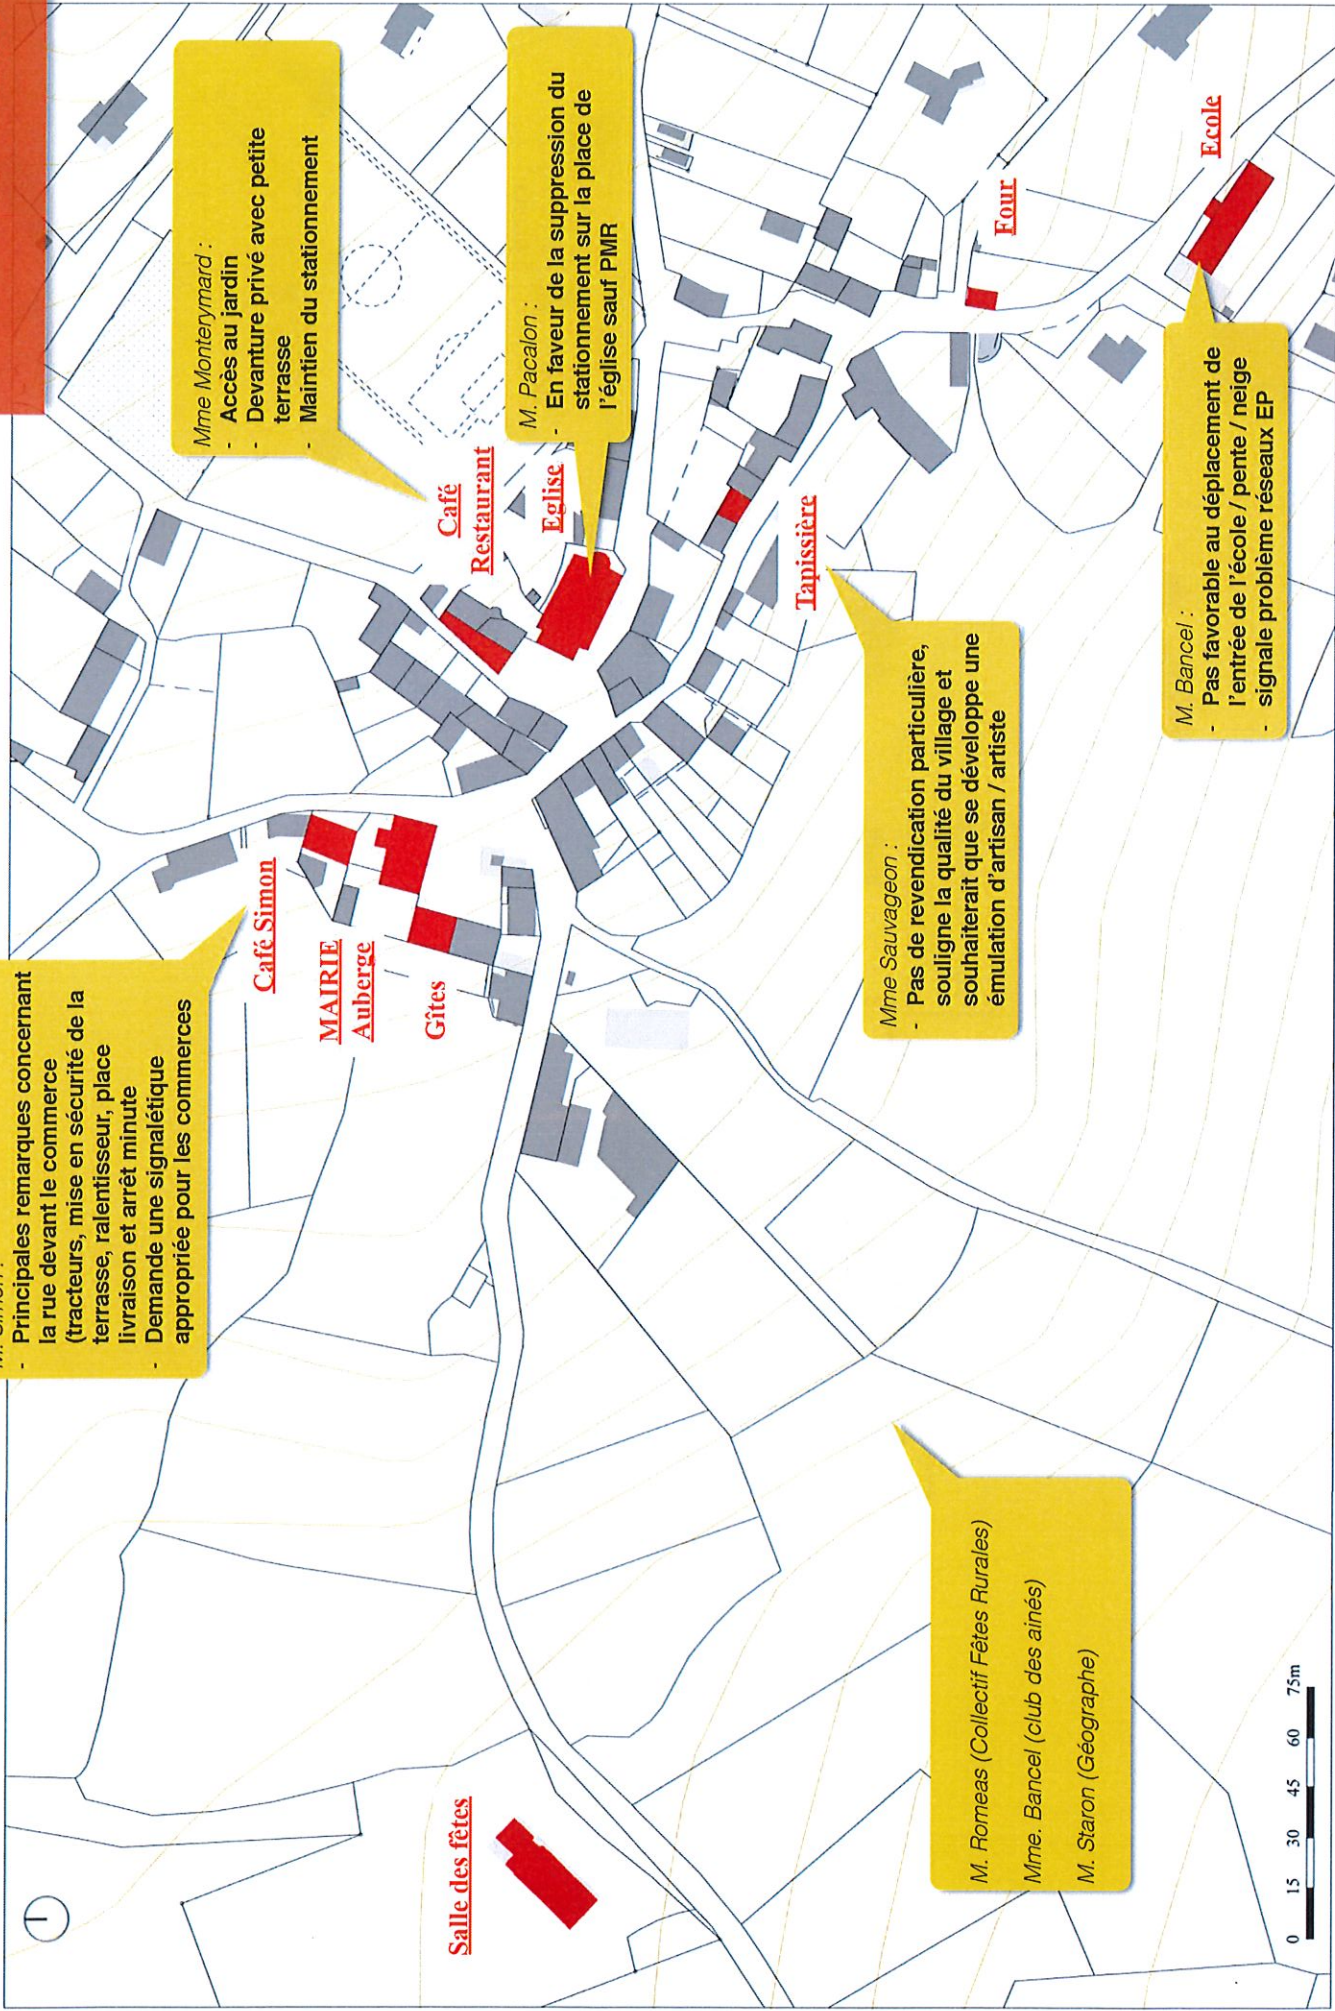 Principales remarques concernant
la rue devant le commerce
(tracteurs, mise en sécurité de la
terrasse, ralentisseur, place
livraison et arrêt minute
- Demande une signalétique
appropriée pour les commerces
Mme Monterymard :
- Accès au jardin
- Devanture privé avec petite
terrasse
- Maintien du stationnement
M. Pacalon :
- En faveur de la suppression du
stationnement sur la place de
l'église sauf PMR
Café
Restaurant
Eglise
Café Simon
MAIRIE
Auberge
Gîtes
Salle des fêtes
Tapissière
Four
Ecole
Mme Sauvageon :
- Pas de revendication particulière,
souligne la qualité du village et
souhaiterait que se développe une
émulation d'artisan / artiste
M. Bancel :
- Pas favorable au déplacement de
l'entrée de l'école / pente / neige
- signale problème réseaux EP
M. Romeas (Collectif Fêtes Rurales)
Mme. Bancel (club des ainés)
M. Staron (Géographe)
0 15 30 45 60 75m